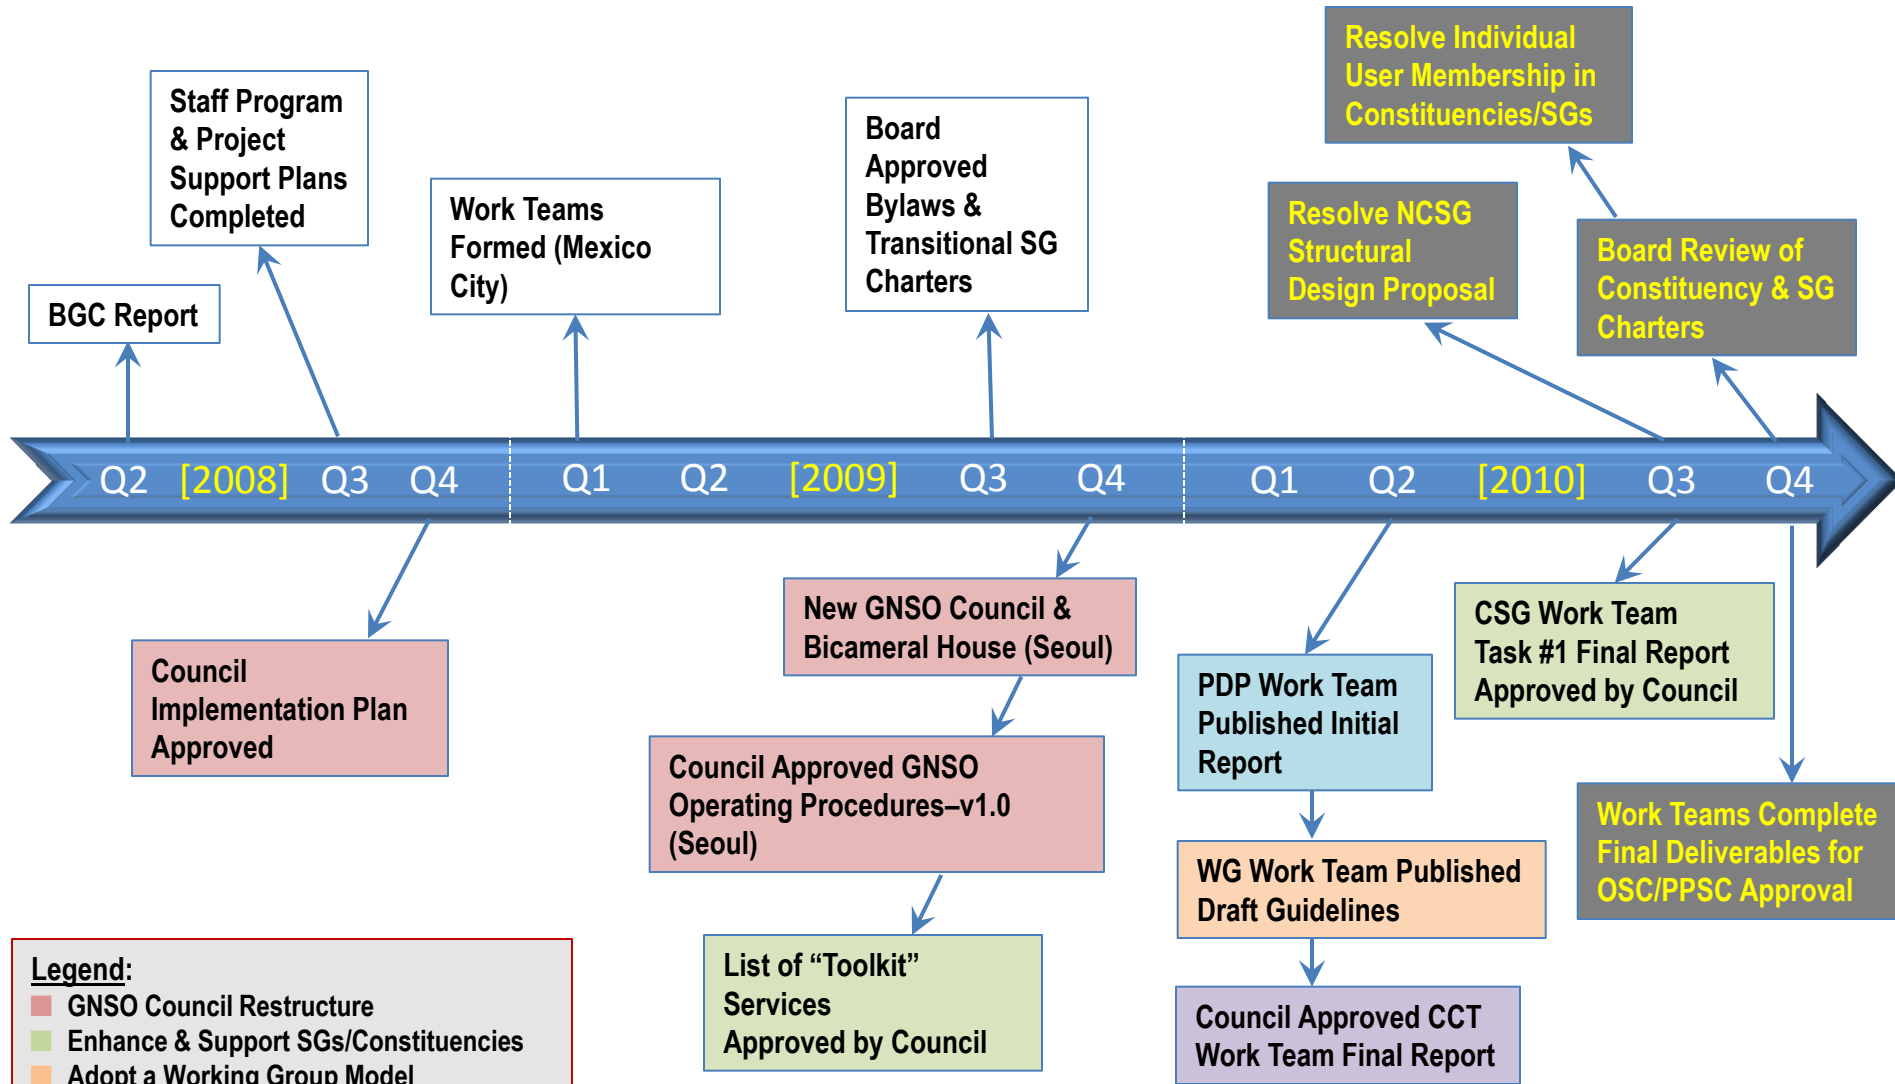 Resolve Individual
User Membership in
Constituencies/SGs
Staff Program
& Project
Support Plans
Completed
Board
Approved
Bylaws &
Transitional SG
Charters
Work Teams
Formed (Mexico
City)
Resolve NCSG
Structural
Design Proposal
Board Review of
Constituency & SG
Charters
BGC Report
Q2 [2008] Q3 Q4 Q1 Q2 [2009] Q3 Q4 Q1 Q2 [2010] Q3 Q4
New GNSO Council &
Bicameral House (Seoul)
CSG Work Team
Task #1 Final Report
Approved by Council
Council
Implementation Plan
Approved
PDP Work Team
Published Initial
Report
Council Approved GNSO
Operating Procedures–v1.0
(Seoul)
Work Teams Complete
Final Deliverables for
OSC/PPSC Approval
WG Work Team Published
Draft Guidelines
List of “Toolkit”
Services
Approved by Council
Council Approved CCT
Work Team Final Report
Legend:
GNSO Council Restructure
Enhance & Support SGs/Constituencies
Adopt a Working Group Model